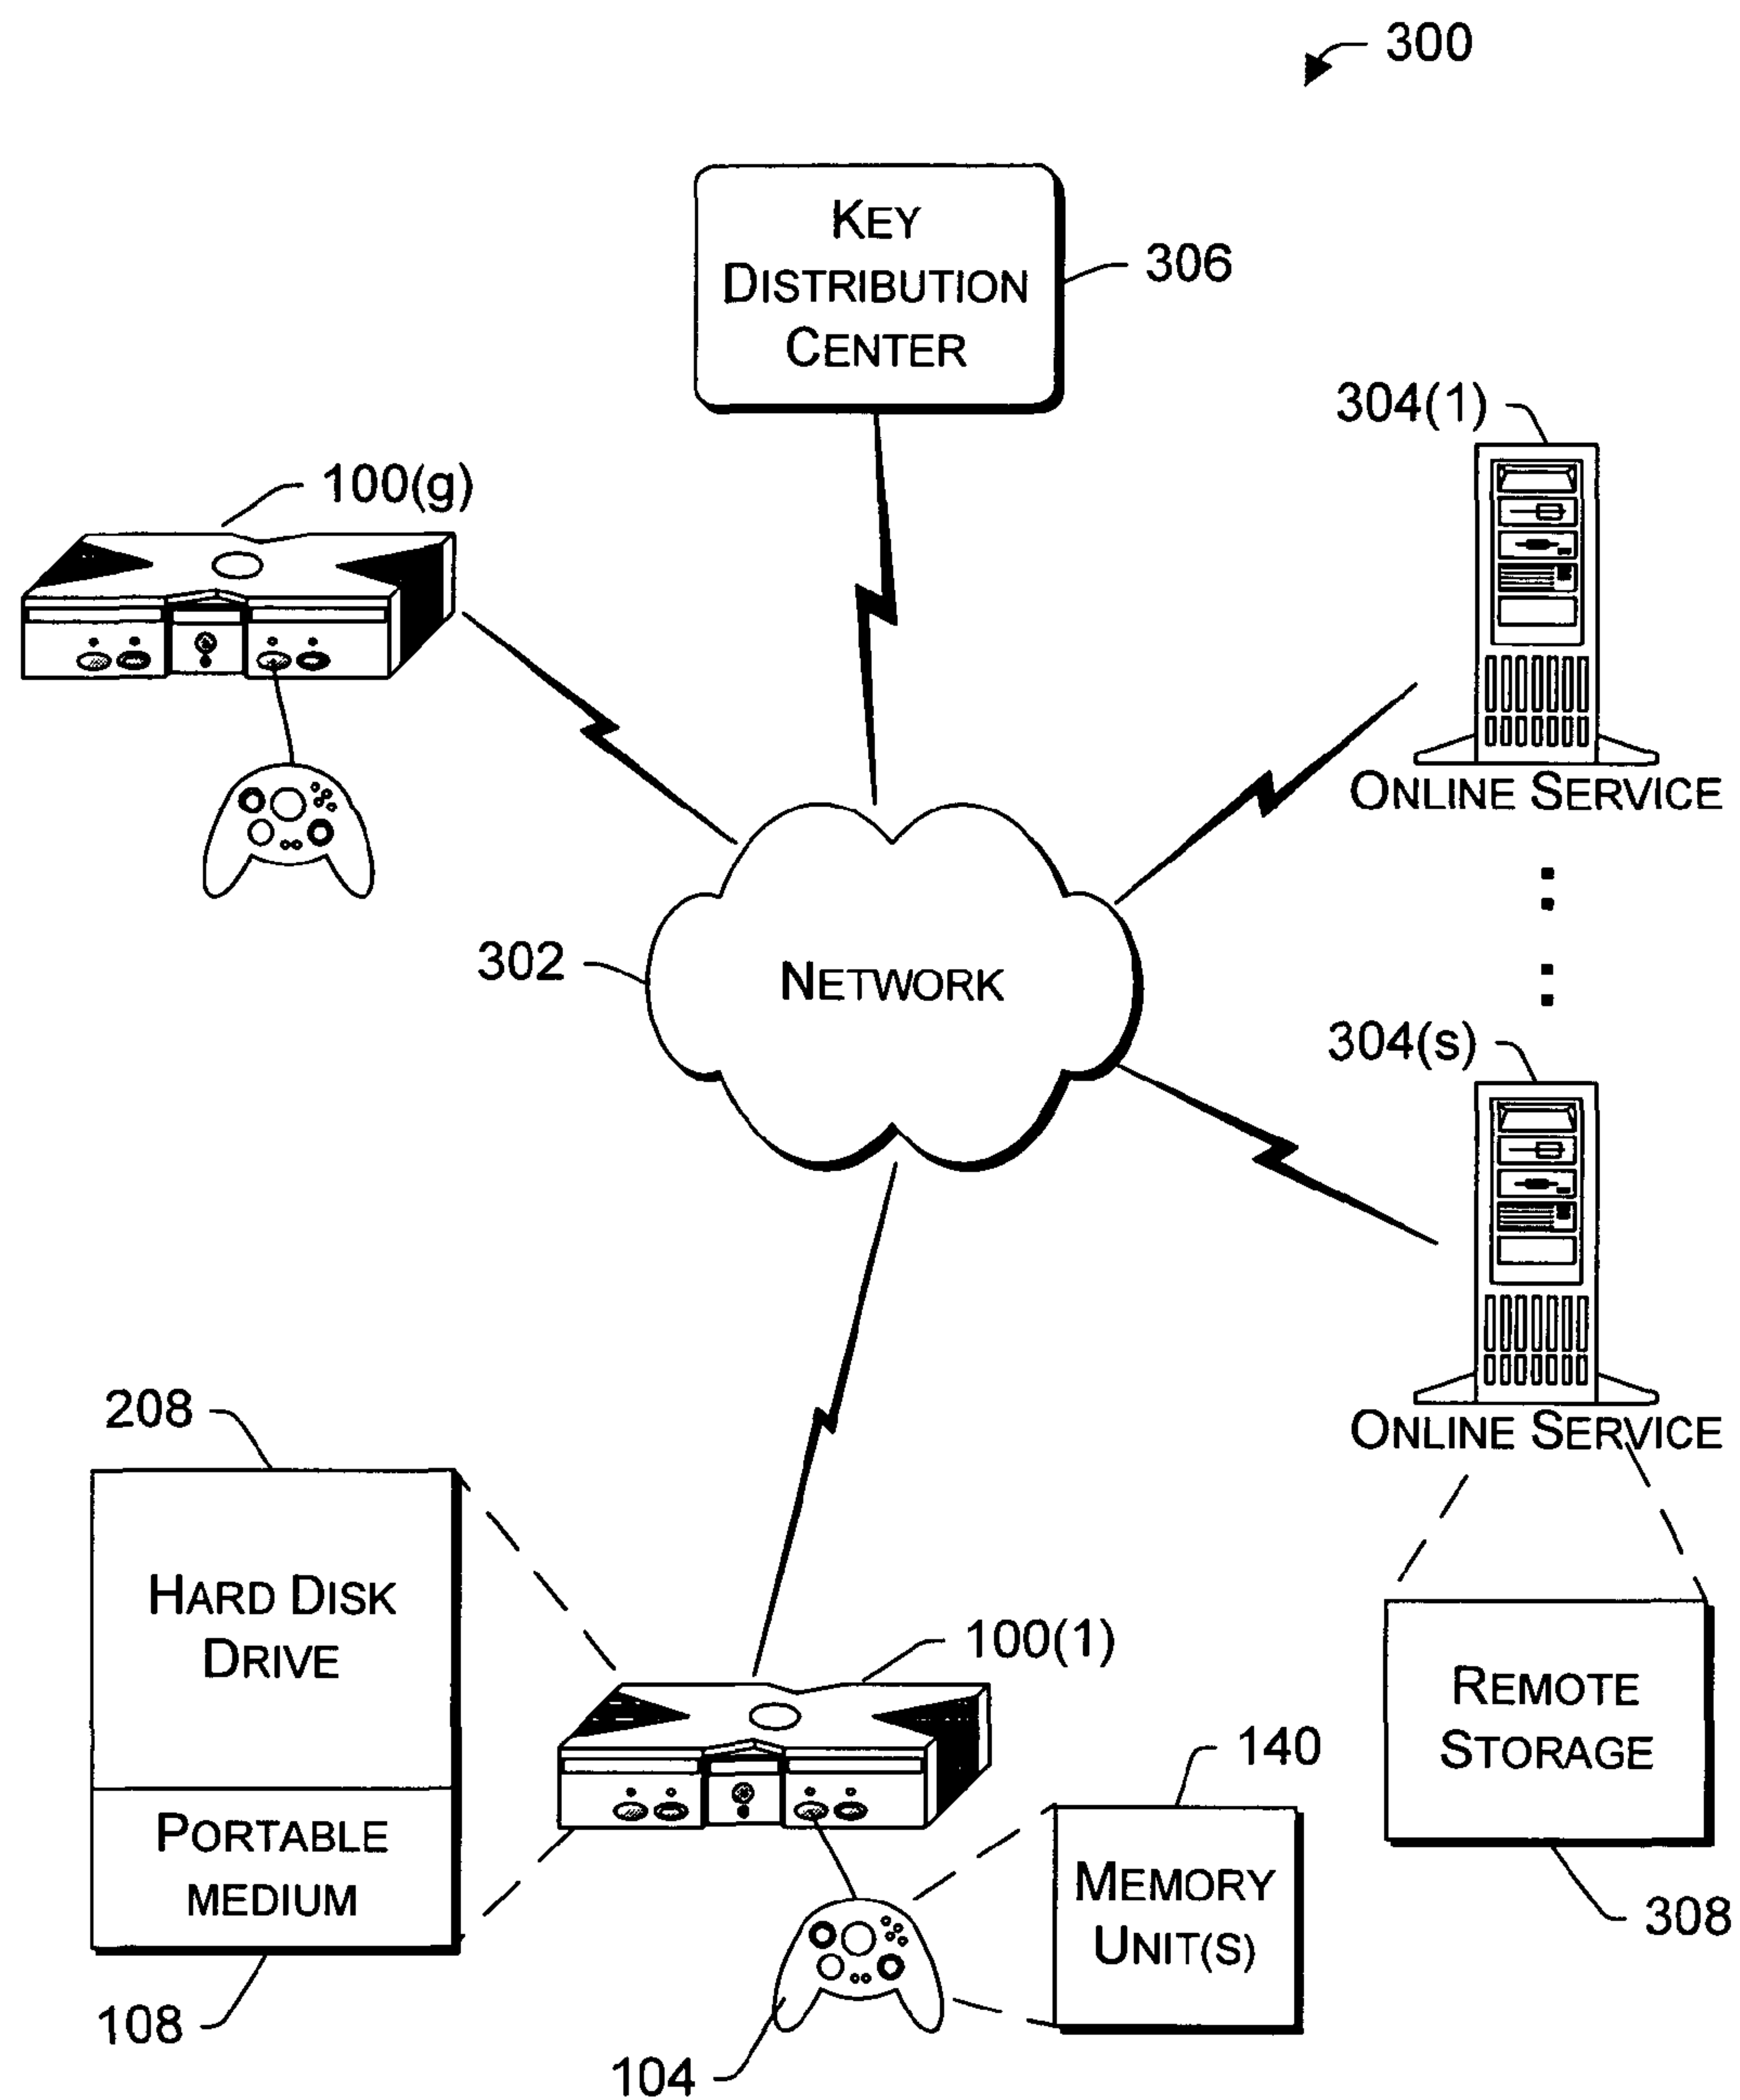 300
KEY
DISTRIBUTION
CENTER
306
304(1)
100(g)
ONLINE SERVICE
302
NETWORK
304(s)
ONLINE SERVICE
208
HARD DISK
DRIVE
PORTABLE
MEDIUM
108
100(1)
140
MEMORY
UNIT(S)
104
REMOTE
STORAGE
308